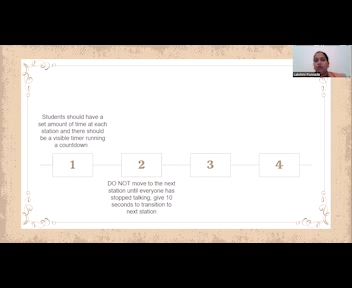 Students should have a
set amount of time at each
station and there should
be a visible timer running
a countdown
1
2
3
4
DO NOT move to the next
station until everyone has
stopped talking, give 10
seconds to transition to
next station